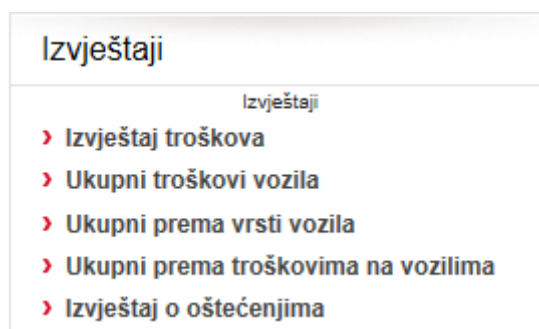 Izvještaji
Izvještaji
Izvještaj troškova
Ukupni troškovi vozila
Ukupni prema vrsti vozila
Ukupni prema troškovima na vozilima
Izvještaj o oštećenjima